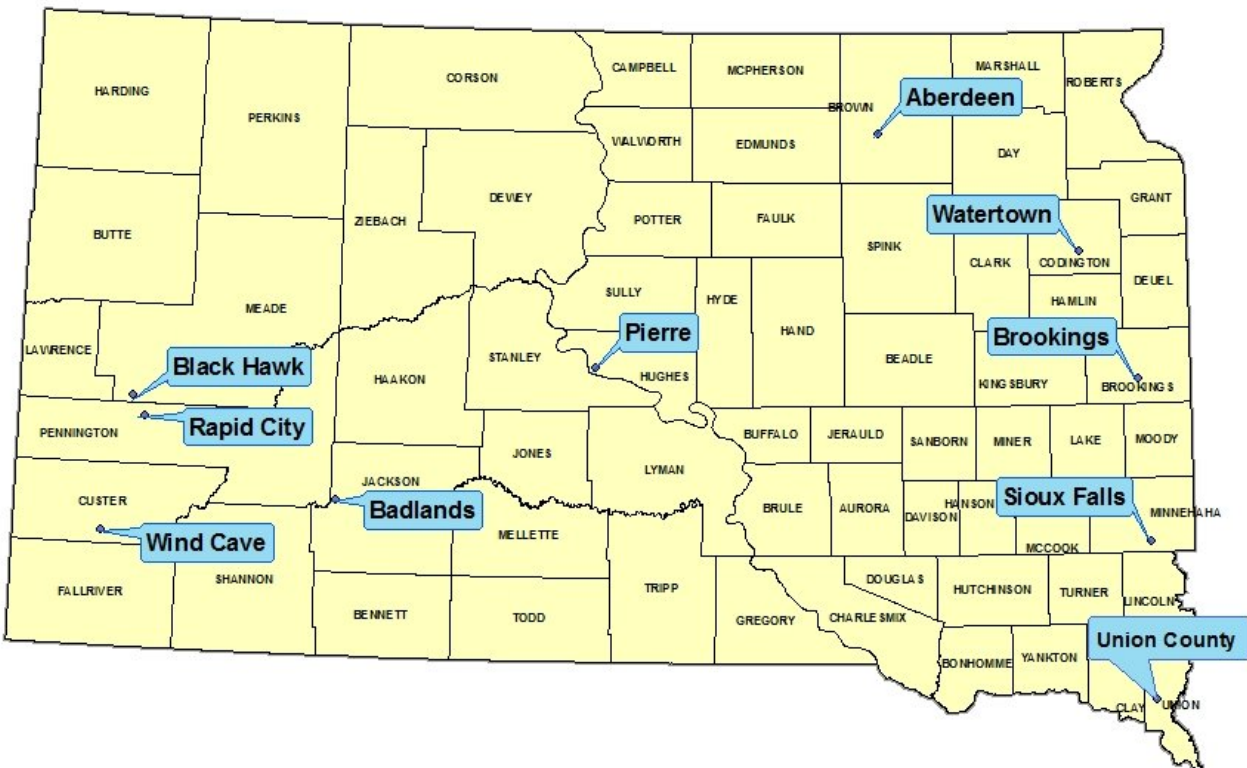 HARDING
PERKINS
CORSON
CAMPBELL
MCPHERSON
BROWN
MARSHALL
ROBERTS
Aberdeen
WALWORTH
EDMUNDS
DAY
BUTTE
ZIEBACH
DEWEY
POTTER
FAULK
SPINK
Watertown
GRANT
CLARK
CODINGTON
DEUEL
MEADE
SULLY
HYDE
HAND
HAMLIN
LAWRENCE
STANLEY
Pierre
Brookings
BEADLE
Black Hawk
HAAKON
HUGHES
KINGSBURY
BROOKINGS
PENNINGTON
Rapid City
BUFFALO
JERAULD
SANBORN
MINER
LAKE
MOODY
JONES
LYMAN
CUSTER
JACKSON
Badlands
BRULE
AURORA
DAVISON
HANSON
Sioux Falls
MINNEHAHA
Wind Cave
MELLETTE
MCCOOK
FALLRIVER
SHANNON
TRIPP
DOUGLAS
HUTCHINSON
TURNER
LINCOLN
BENNETT
TODD
GREGORY
CHARLESMIX
Union County
BONHOMME
YANKTON
CLAY
UNION